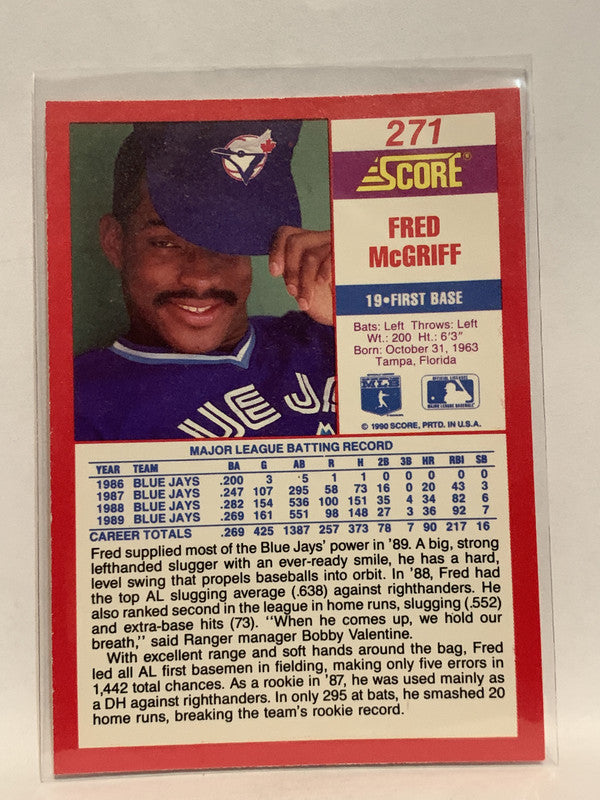 271
SCORE®
FRED
McGRIFF
19•FIRST BASE
Bats: Left Throws: Left
Wt.: 200 Ht.: 6'3"
Born: October 31, 1963
Tampa, Florida
MLB
MAJOR LEAGUE BASEBALL
© 1990 SCORE, PRTD. IN U.S.A.
UE JA
MAJOR LEAGUE BATTING RECORD
YEAR TEAM BA G AB R H 2B 3B HR RBI SB
1986 BLUE JAYS .200 3 5 1 1 0 0 0 0 0
1987 BLUE JAYS .247 107 295 58 73 16 0 20 43 3
1988 BLUE JAYS .282 154 536 100 151 35 4 34 82 6
1989 BLUE JAYS .269 161 551 98 148 27 3 36 92 7
CAREER TOTALS .269 425 1387 257 373 78 7 90 217 16
Fred supplied most of the Blue Jays' power in '89. A big, strong
lefthanded slugger with an ever-ready smile, he has a hard,
level swing that propels baseballs into orbit. In '88, Fred had
the top AL slugging average (.638) against righthanders. He
also ranked second in the league in home runs, slugging (.552)
and extra-base hits (73). "When he comes up, we hold our
breath," said Ranger manager Bobby Valentine.
With excellent range and soft hands around the bag, Fred
led all AL first basemen in fielding, making only five errors in
1,442 total chances. As a rookie in '87, he was used mainly as
a DH against righthanders. In only 295 at bats, he smashed 20
home runs, breaking the team's rookie record.